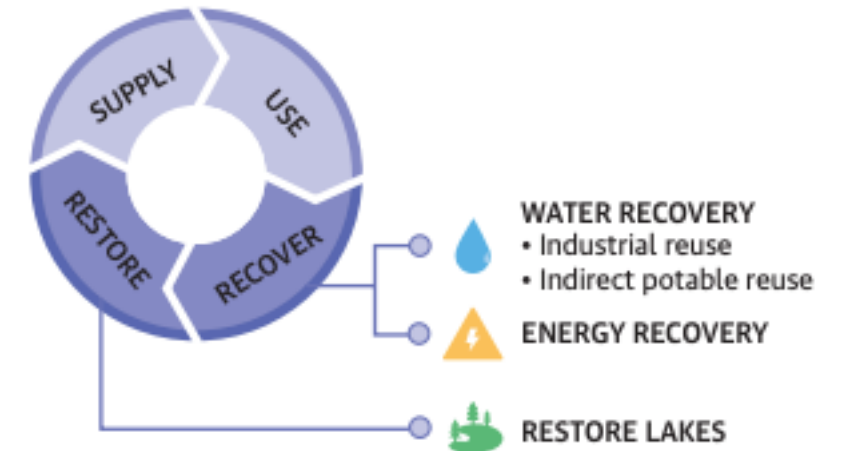 SUPPLY
USE
RESTORE
RECOVER
WATER RECOVERY
• Industrial reuse
• Indirect potable reuse
ENERGY RECOVERY
RESTORE LAKES